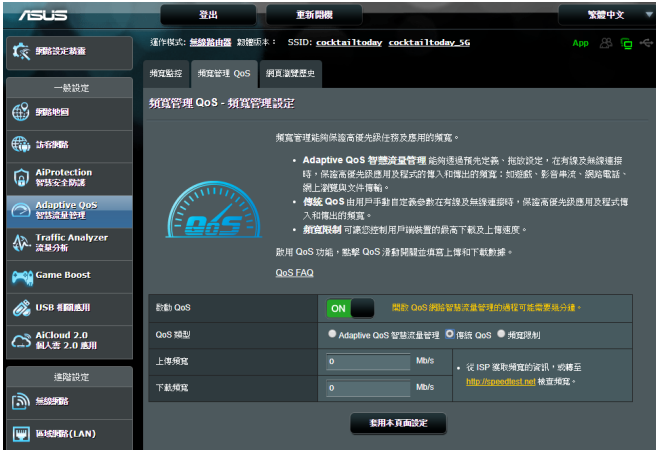 ASUS
登出
重新開機
繁體中文
網路設定精靈
運作模式: 無線路由器 韌體版本: SSID: cocktailtoday cocktailtoday_5G
App
頻寬監控
頻寬管理 QoS
網頁瀏覽歷史
一般設定
網路地圖
訪客網路
AiProtection
智慧安全防護
Adaptive QoS
智慧流量管理
Traffic Analyzer
流量分析
Game Boost
USB 相關應用
AiCloud 2.0
個人雲 2.0 應用
進階設定
無線網路
區域網路(LAN)
頻寬管理 QoS - 頻寬管理設定
QoS
頻寬管理能夠保證高優先級任務及應用的頻寬。
• Adaptive QoS 智慧流量管理 能夠透過預先定義、拖放設定，在有線及無線連接
時，保證高優先級應用及程式的傳入和傳出的頻寬：如遊戲、影音串流、網路電話、
網上瀏覽與文件傳輸。
• 傳統 QoS 由用戶手動自定義參數在有線及無線連接時，保證高優先級應用及程式傳
入和傳出的頻寬。
• 頻寬限制 可讓您控制用戶端裝置的最高下載及上傳速度。
啟用 QoS 功能，點擊 QoS 滑動開關並填寫上傳和下載數據。
QoS FAQ
啟動 QoS
ON
開啟 QoS 網路智慧流量管理的過程可能需要幾分鐘。
QoS 類型
Adaptive QoS 智慧流量管理 傳統 QoS 頻寬限制
上傳頻寬
0 Mb/s
下載頻寬
0 Mb/s
• 從 ISP 獲取頻寬的資訊，或轉至
http://speedtest.net 檢查頻寬。
套用本頁面設定